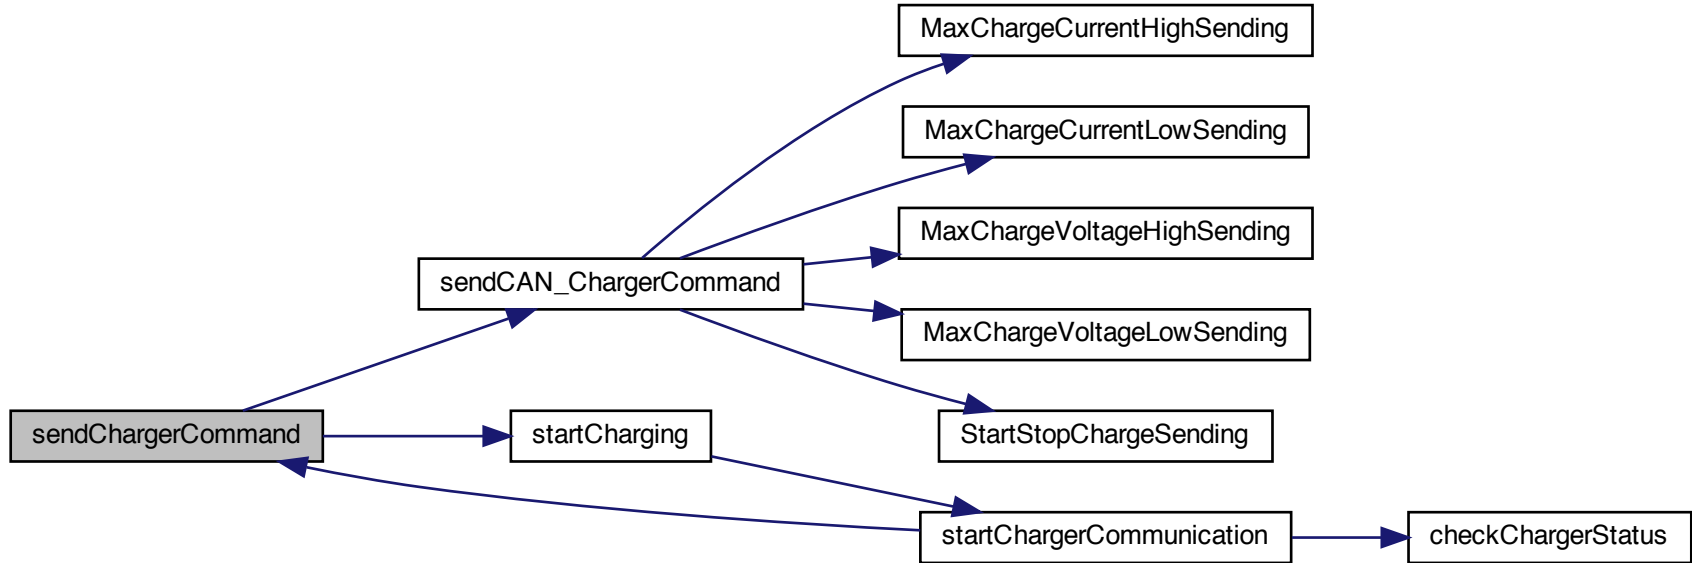 MaxChargeCurrentHighSending
MaxChargeCurrentLowSending
MaxChargeVoltageHighSending
sendCAN_ChargerCommand
MaxChargeVoltageLowSending
sendChargerCommand
startCharging
StartStopChargeSending
startChargerCommunication
checkChargerStatus